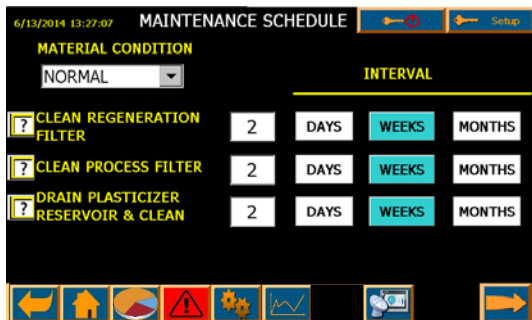 6/13/2014 13:27:07 MAINTENANCE SCHEDULE Setup
MATERIAL CONDITION
NORMAL
INTERVAL
? CLEAN REGENERATION FILTER 2 DAYS WEEKS MONTHS
? CLEAN PROCESS FILTER 2 DAYS WEEKS MONTHS
? DRAIN PLASTICIZER RESERVOIR & CLEAN 2 DAYS WEEKS MONTHS